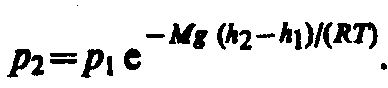 p₂=p₁ e^{-Mg (h₂-h₁)/(RT)}.